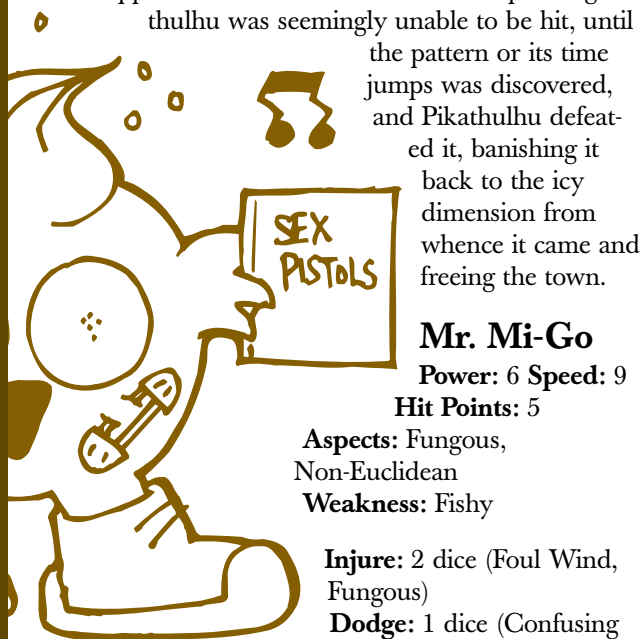 thulhu was seemingly unable to be hit, until
the pattern or its time
jumps was discovered,
and Pikathulhu defeat-
ed it, banishing it
back to the icy
dimension from
whence it came and
freeing the town.
SEX
PISTOLS
Mr. Mi-Go
Power: 6 Speed: 9
Hit Points: 5
Aspects: Fungous,
Non-Euclidean
Weakness: Fishy
Injure: 2 dice (Foul Wind,
Fungous)
Dodge: 1 dice (Confusing